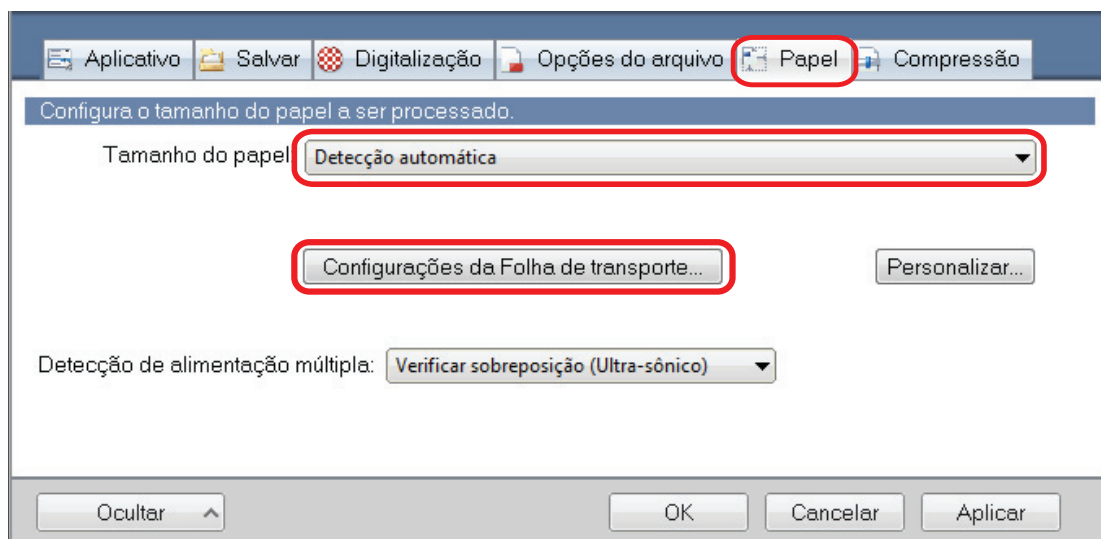 Aplicativo Salvar Digitalização Opções do arquivo Papel Compressão
Configura o tamanho do papel a ser processado.
Tamanho do papel: Detecção automática
Configurações da Folha de transporte... Personalizar...
Detecção de alimentação múltipla: Verificar sobreposição (Ultra-sônico)
Ocultar OK Cancelar Aplicar